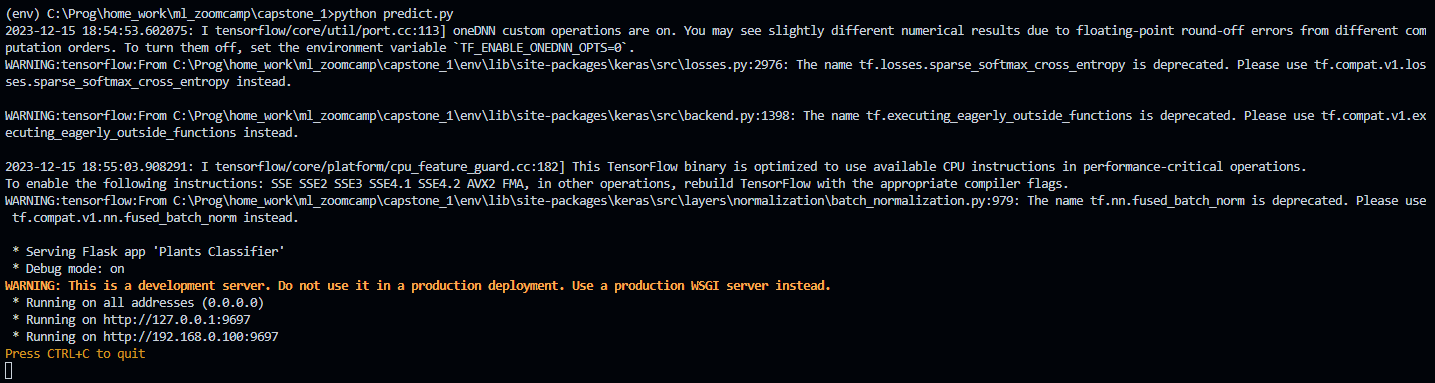 (env) C:\Prog\home_work\ml_zoomcamp\capstone_1>python predict.py
2023-12-15 18:54:53.602075: I tensorflow/core/util/port.cc:113] oneDNN custom operations are on. You may see slightly different numerical results due to floating-point round-off errors from different com
putation orders. To turn them off, set the environment variable `TF_ENABLE_ONEDNN_OPTS=0`.
WARNING:tensorflow:From C:\Prog\home_work\ml_zoomcamp\capstone_1\env\lib\site-packages\keras\src\losses.py:2976: The name tf.losses.sparse_softmax_cross_entropy is deprecated. Please use tf.compat.v1.los
ses.sparse_softmax_cross_entropy instead.
WARNING:tensorflow:From C:\Prog\home_work\ml_zoomcamp\capstone_1\env\lib\site-packages\keras\src\backend.py:1398: The name tf.executing_eagerly_outside_functions is deprecated. Please use tf.compat.v1.ex
ecuting_eagerly_outside_functions instead.
2023-12-15 18:55:03.908291: I tensorflow/core/platform/cpu_feature_guard.cc:182] This TensorFlow binary is optimized to use available CPU instructions in performance-critical operations.
To enable the following instructions: SSE SSE2 SSE3 SSE4.1 SSE4.2 AVX2 FMA, in other operations, rebuild TensorFlow with the appropriate compiler flags.
WARNING:tensorflow:From C:\Prog\home_work\ml_zoomcamp\capstone_1\env\lib\site-packages\keras\src\layers\normalization\batch_normalization.py:979: The name tf.nn.fused_batch_norm is deprecated. Please use
 tf.compat.v1.nn.fused_batch_norm instead.
 * Serving Flask app 'Plants Classifier'
 * Debug mode: on
WARNING: This is a development server. Do not use it in a production deployment. Use a production WSGI server instead.
 * Running on all addresses (0.0.0.0)
 * Running on http://127.0.0.1:9697
 * Running on http://192.168.0.100:9697
Press CTRL+C to quit